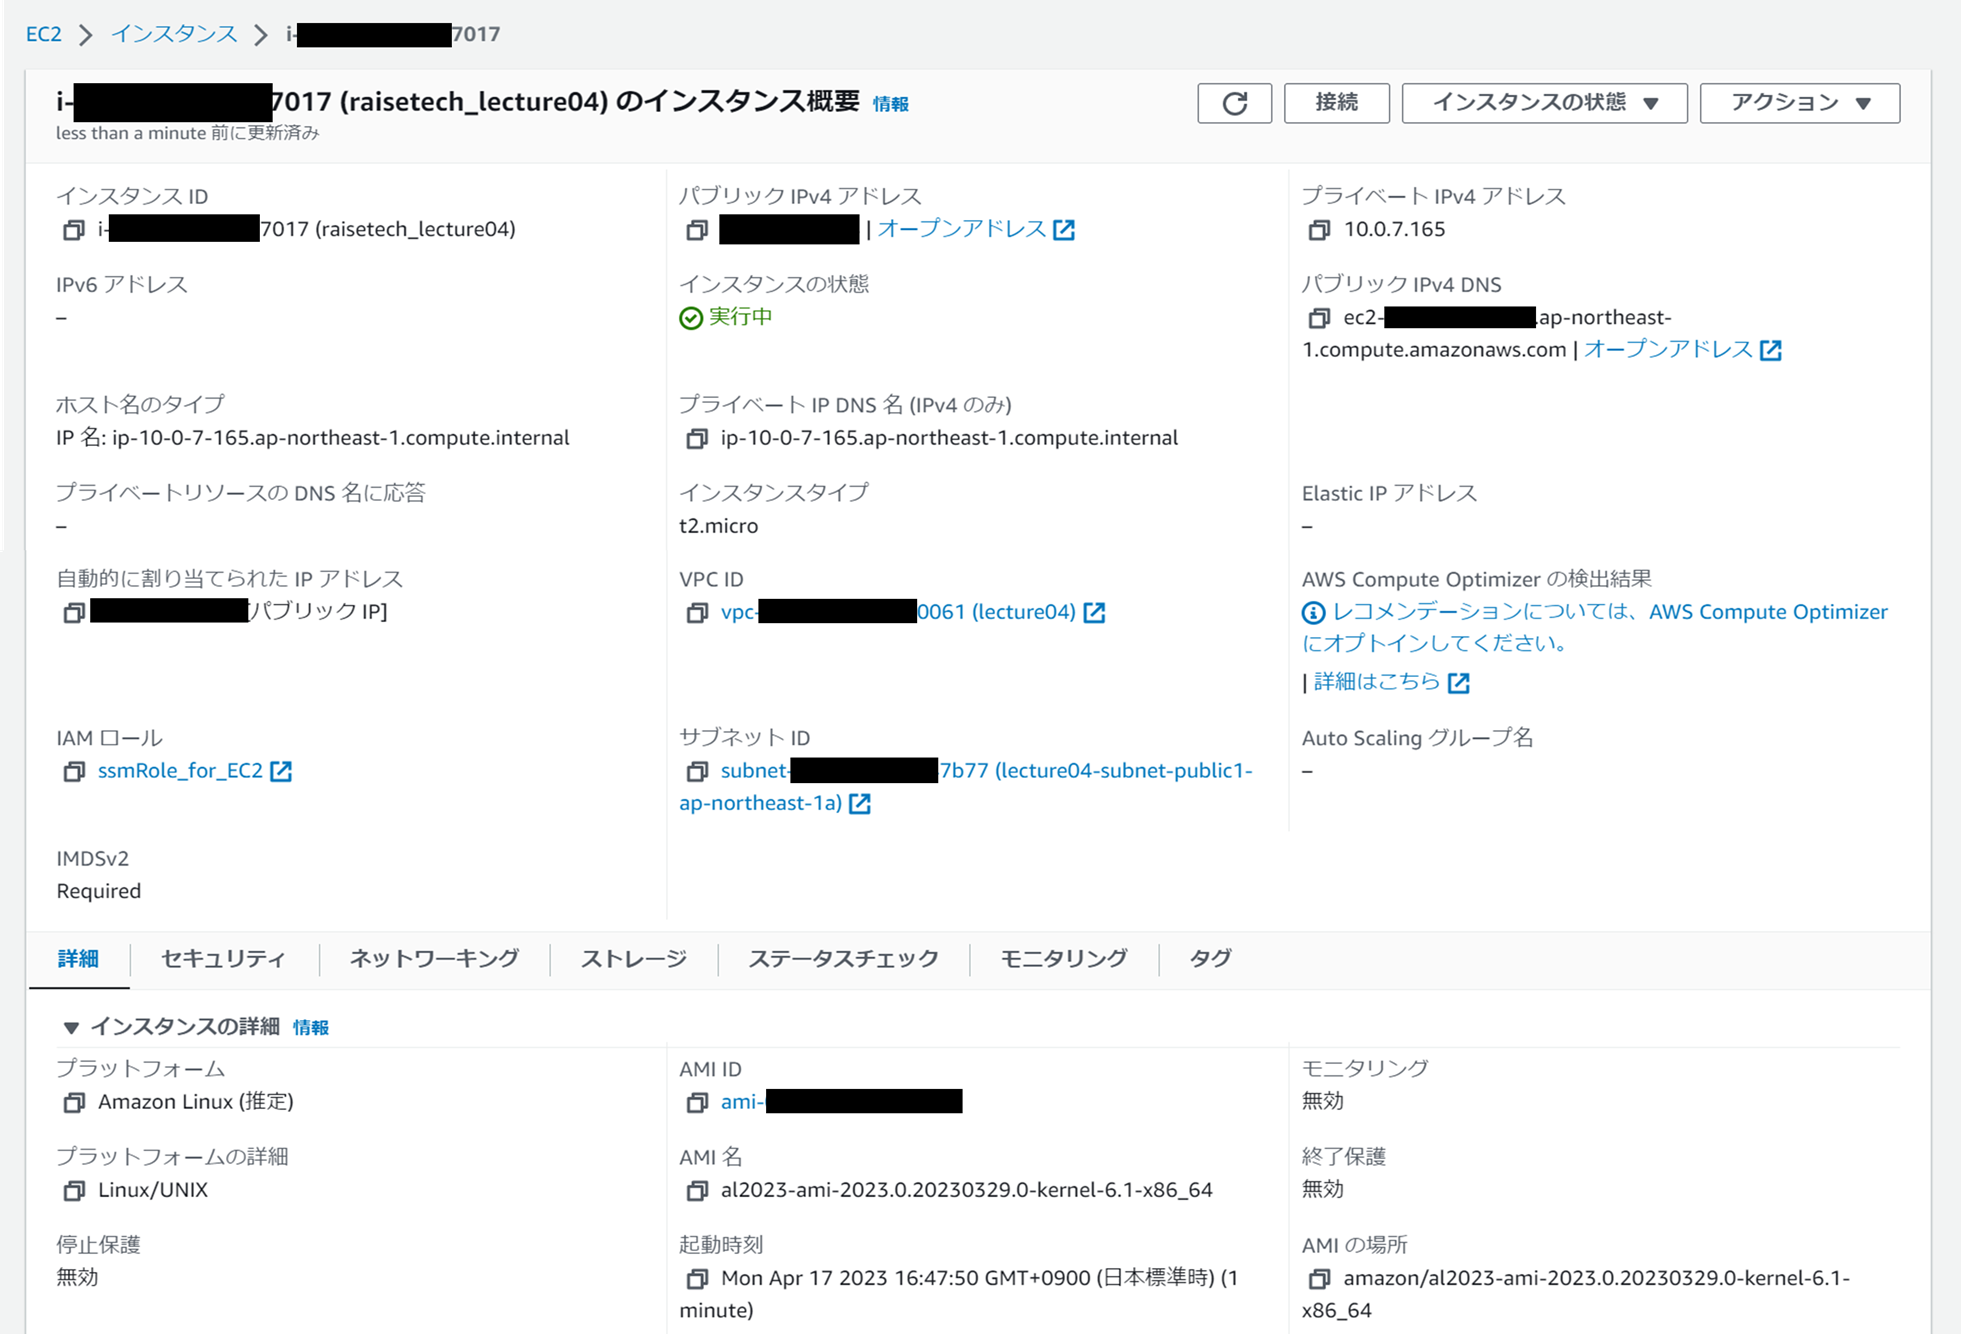 EC2 インスタンス i-7017
i-7017 (raisetech_lecture04) のインスタンス概要 情報
less than a minute 前に更新済み
接続 インスタンスの状態 ▼ アクション ▼
インスタンス ID
i-7017 (raisetech_lecture04)
パブリック IPv4 アドレス
| オープンアドレス
プライベート IPv4 アドレス
10.0.7.165
IPv6 アドレス
–
インスタンスの状態
実行中
パブリック IPv4 DNS
ec2-.ap-northeast-
1.compute.amazonaws.com | オープンアドレス
ホスト名のタイプ
IP 名: ip-10-0-7-165.ap-northeast-1.compute.internal
プライベート IP DNS 名 (IPv4 のみ)
ip-10-0-7-165.ap-northeast-1.compute.internal
プライベートリソースの DNS 名に応答
–
インスタンスタイプ
t2.micro
Elastic IP アドレス
–
自動的に割り当てられた IP アドレス
パブリック IP]
VPC ID
vpc-0061 (lecture04)
AWS Compute Optimizer の検出結果
レコメンデーションについては、AWS Compute Optimizer
にオプトインしてください。
| 詳細はこちら
IAM ロール
ssmRole_for_EC2
サブネット ID
subnet-7b77 (lecture04-subnet-public1-
ap-northeast-1a)
Auto Scaling グループ名
–
IMDSv2
Required
詳細 セキュリティ ネットワーキング ストレージ ステータスチェック モニタリング タグ
▼ インスタンスの詳細 情報
プラットフォーム
Amazon Linux (推定)
AMI ID
ami-
モニタリング
無効
プラットフォームの詳細
Linux/UNIX
AMI 名
al2023-ami-2023.0.20230329.0-kernel-6.1-x86_64
終了保護
無効
停止保護
無効
起動時刻
Mon Apr 17 2023 16:47:50 GMT+0900 (日本標準時) (1
minute)
AMI の場所
amazon/al2023-ami-2023.0.20230329.0-kernel-6.1-
x86_64